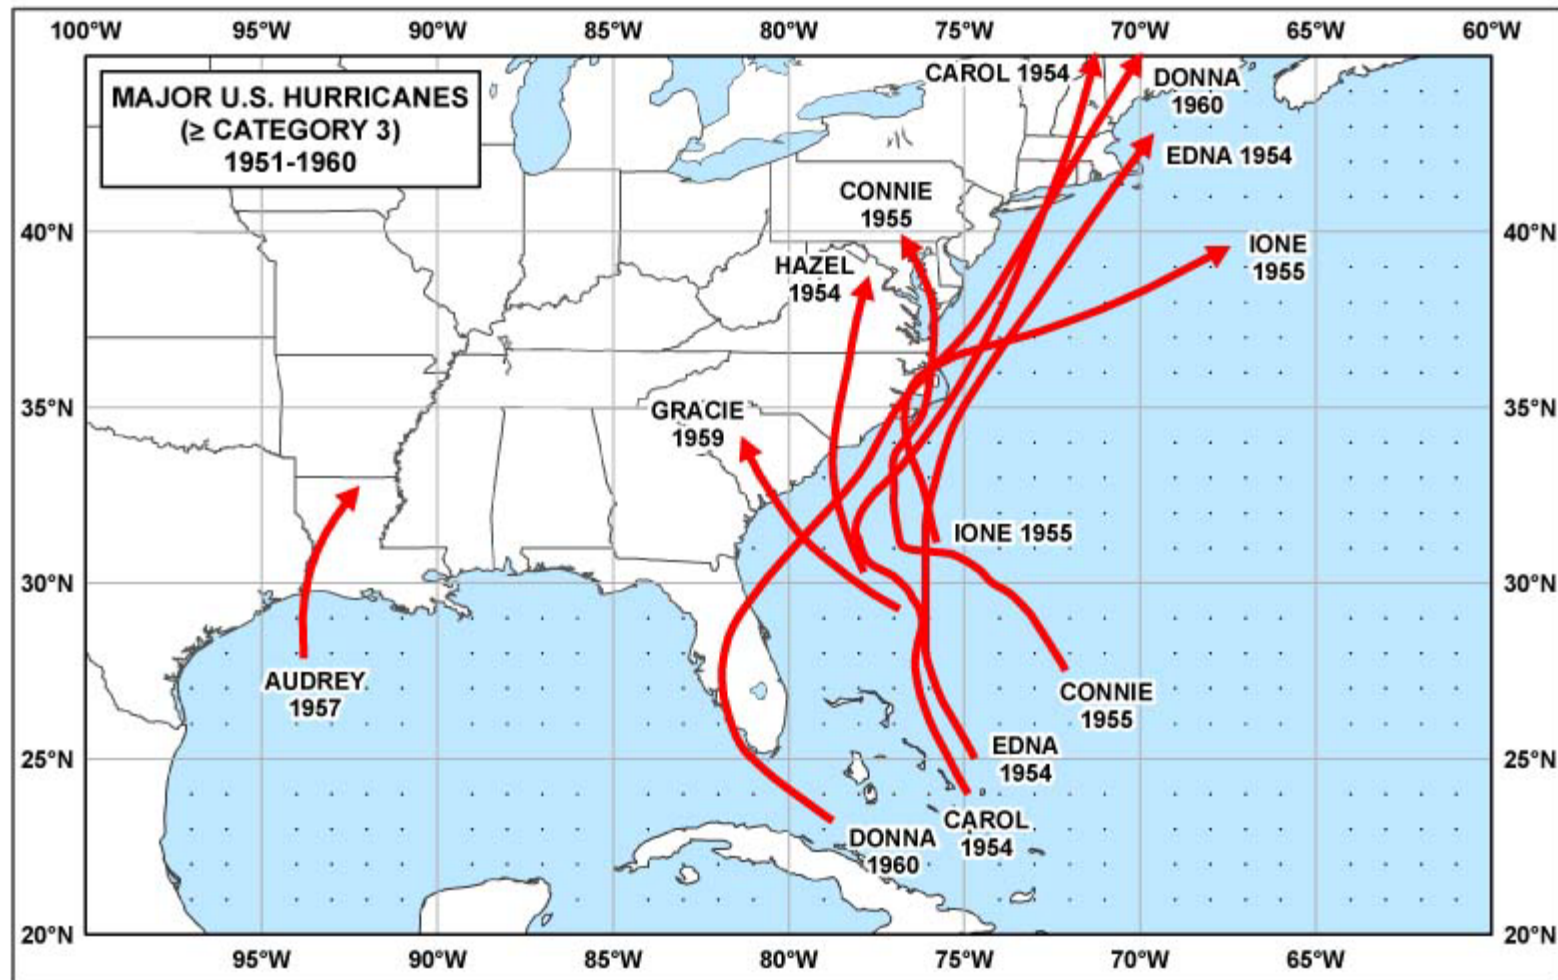 100°W 95°W 90°W 85°W 80°W 75°W 70°W 65°W 60°W
MAJOR U.S. HURRICANES
(≥ CATEGORY 3)
1951-1960
CAROL 1954
DONNA
1960
EDNA 1954
CONNIE
1955
40°N
HAZEL
1954
IONE
1955
40°N
35°N
GRACIE
1959
35°N
IONE 1955
30°N
30°N
AUDREY
1957
CONNIE
1955
EDNA
1954
25°N
25°N
CAROL
1954
DONNA
1960
20°N
20°N
95°W 90°W 85°W 80°W 75°W 70°W 65°W